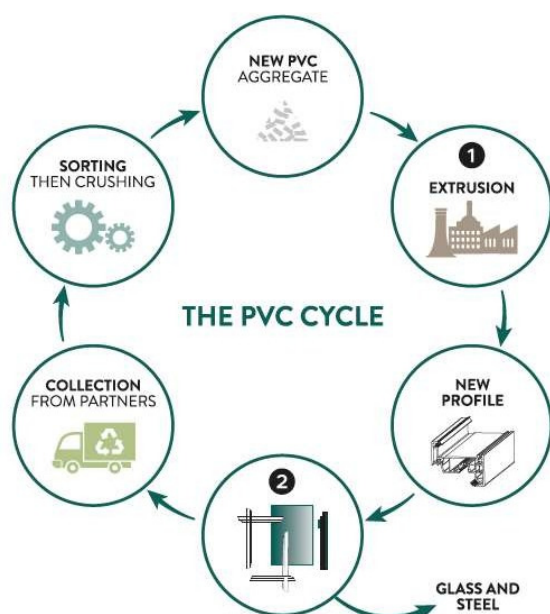 NEW PVC
AGGREGATE
1
EXTRUSION
SORTING
THEN CRUSHING
THE PVC CYCLE
COLLECTION
FROM PARTNERS
NEW
PROFILE
2
GLASS AND
STEEL